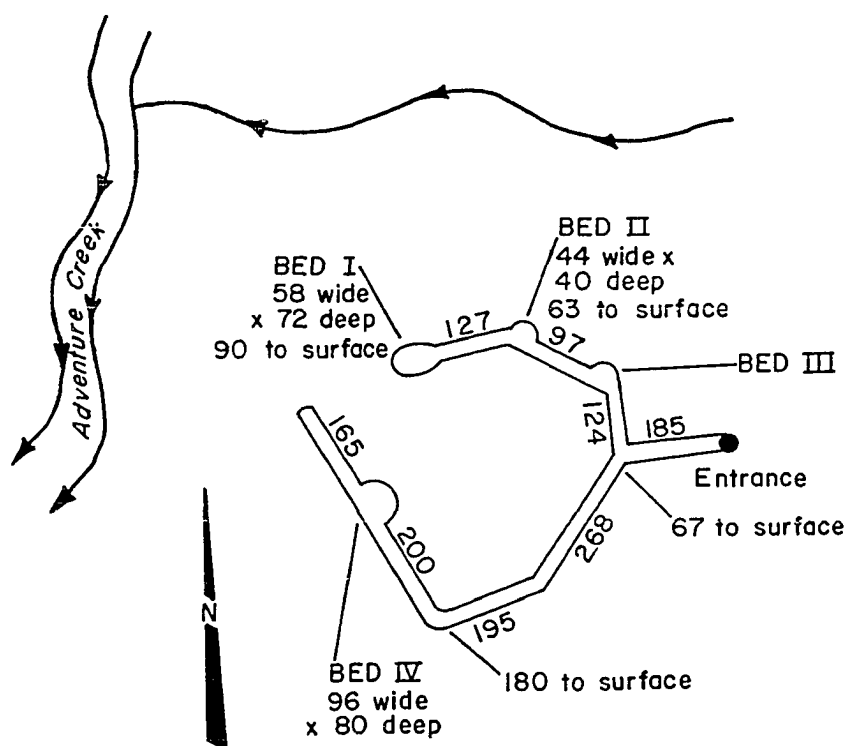 BED II
44 wide x
40 deep
63 to surface
BED I
58 wide
x 72 deep
90 to surface
127
97
BED III
Adventure Creek
124
185
Entrance
67 to surface
165
200
268
195
N
BED IV
96 wide
x 80 deep
180 to surface